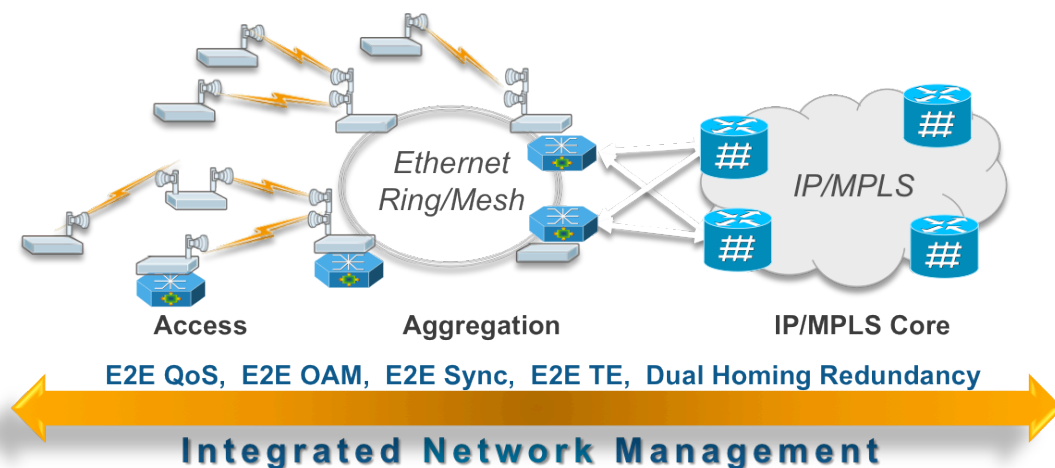 Ethernet
Ring/Mesh
IP/MPLS
Access
Aggregation
IP/MPLS Core
E2E QoS, E2E OAM, E2E Sync, E2E TE, Dual Homing Redundancy
Integrated Network Management